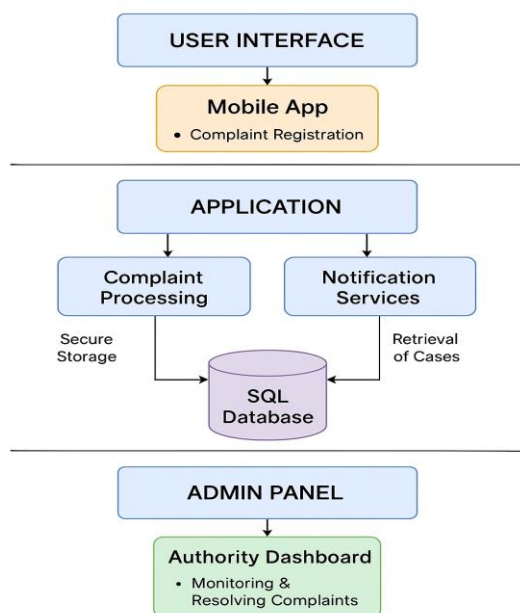 USER INTERFACE
Mobile App
• Complaint Registration
APPLICATION
Complaint
Processing
Notification
Services
Secure
Storage
Retrieval
of Cases
SQL
Database
ADMIN PANEL
Authority Dashboard
• Monitoring &
Resolving Complaints